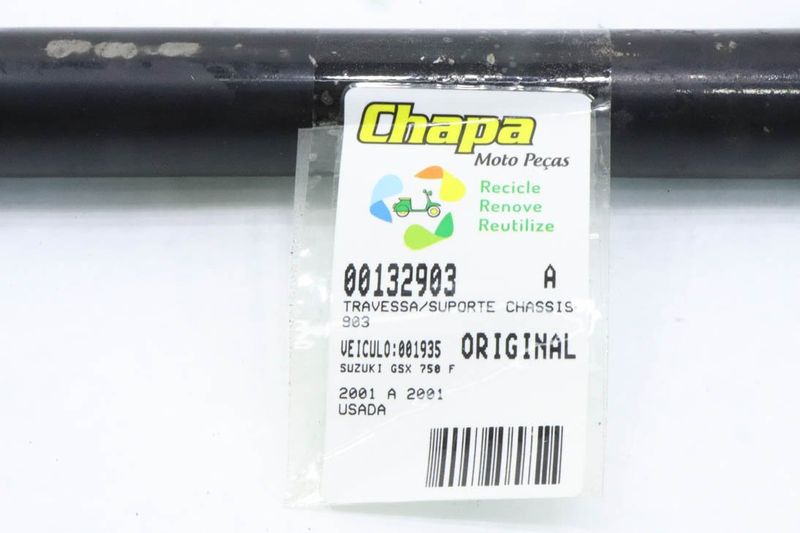 Chapa
Moto Peças
Recicle
Renove
Reutilize
00132903 A
TRAVESSA/SUPORTE CHASSIS
903
VEICULO:001935 ORIGINAL
SUZUKI GSX 750 F
2001 A 2001
USADA